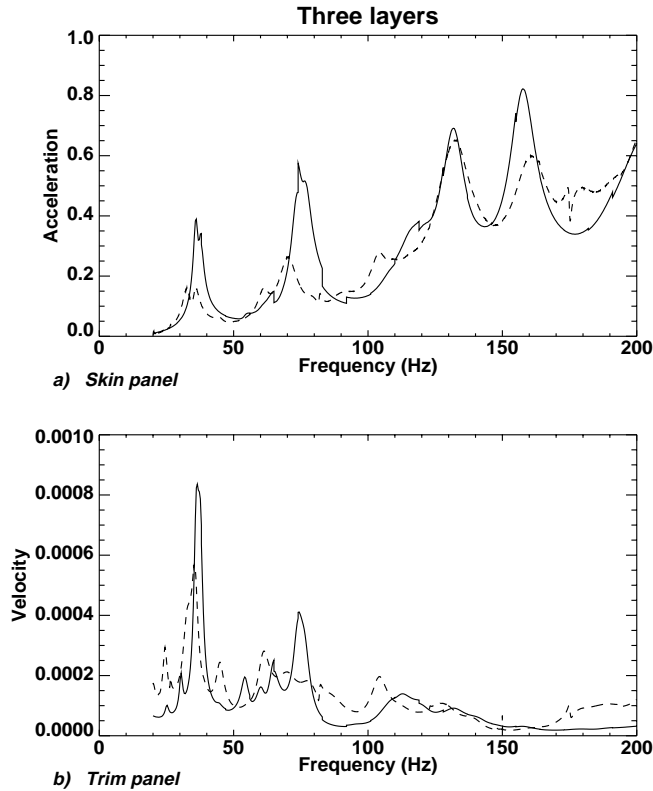 Three layers
1.0
0.8
0.6
0.4
0.2
0.0
Acceleration
0 50 100 150 200
Frequency (Hz)
a) Skin panel
0.0010
0.0008
0.0006
0.0004
0.0002
0.0000
Velocity
0 50 100 150 200
Frequency (Hz)
b) Trim panel